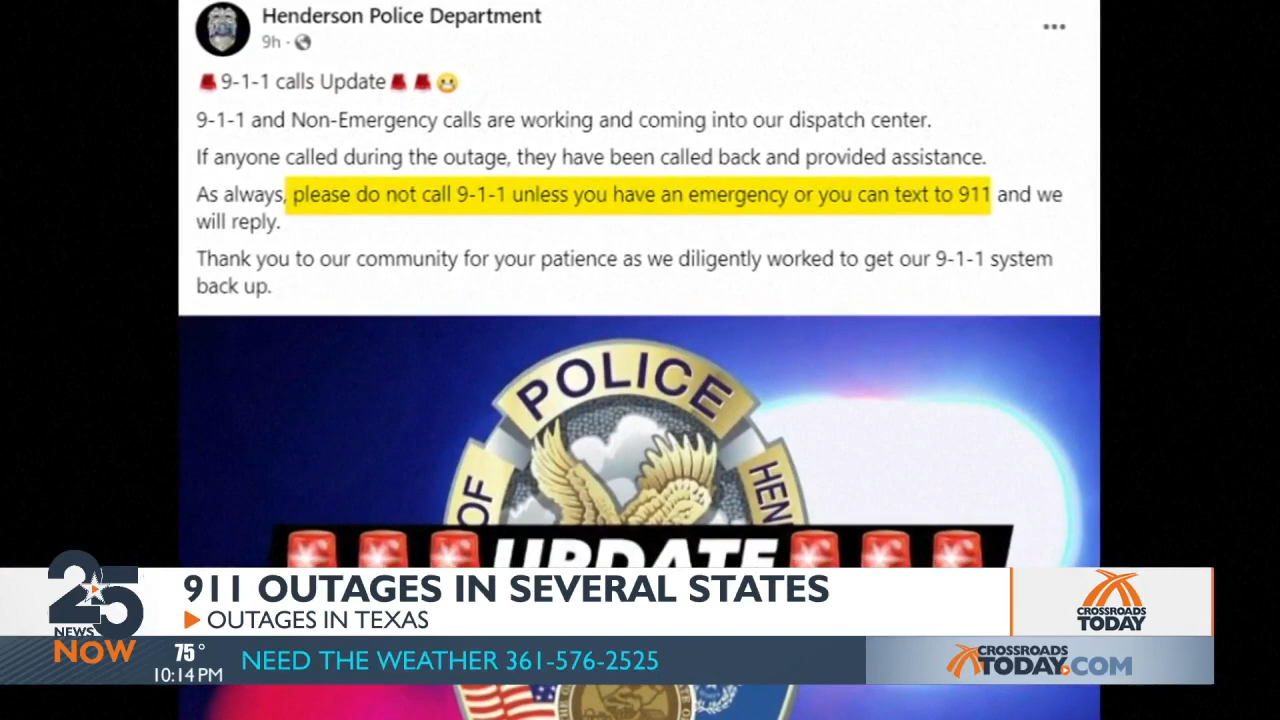 Henderson Police Department
9h ·
9-1-1 calls Update
9-1-1 and Non-Emergency calls are working and coming into our dispatch center.
If anyone called during the outage, they have been called back and provided assistance.
As always, please do not call 9-1-1 unless you have an emergency or you can text to 911 and we
will reply.
Thank you to our community for your patience as we diligently worked to get our 9-1-1 system
back up.
POLICE
OF
HEN
UPDATE
911 OUTAGES IN SEVERAL STATES
OUTAGES IN TEXAS
25
NEWS
NOW
75°
10:14 PM
NEED THE WEATHER 361-576-2525
CROSSROADS
TODAY
CROSSROADS
TODAY.COM